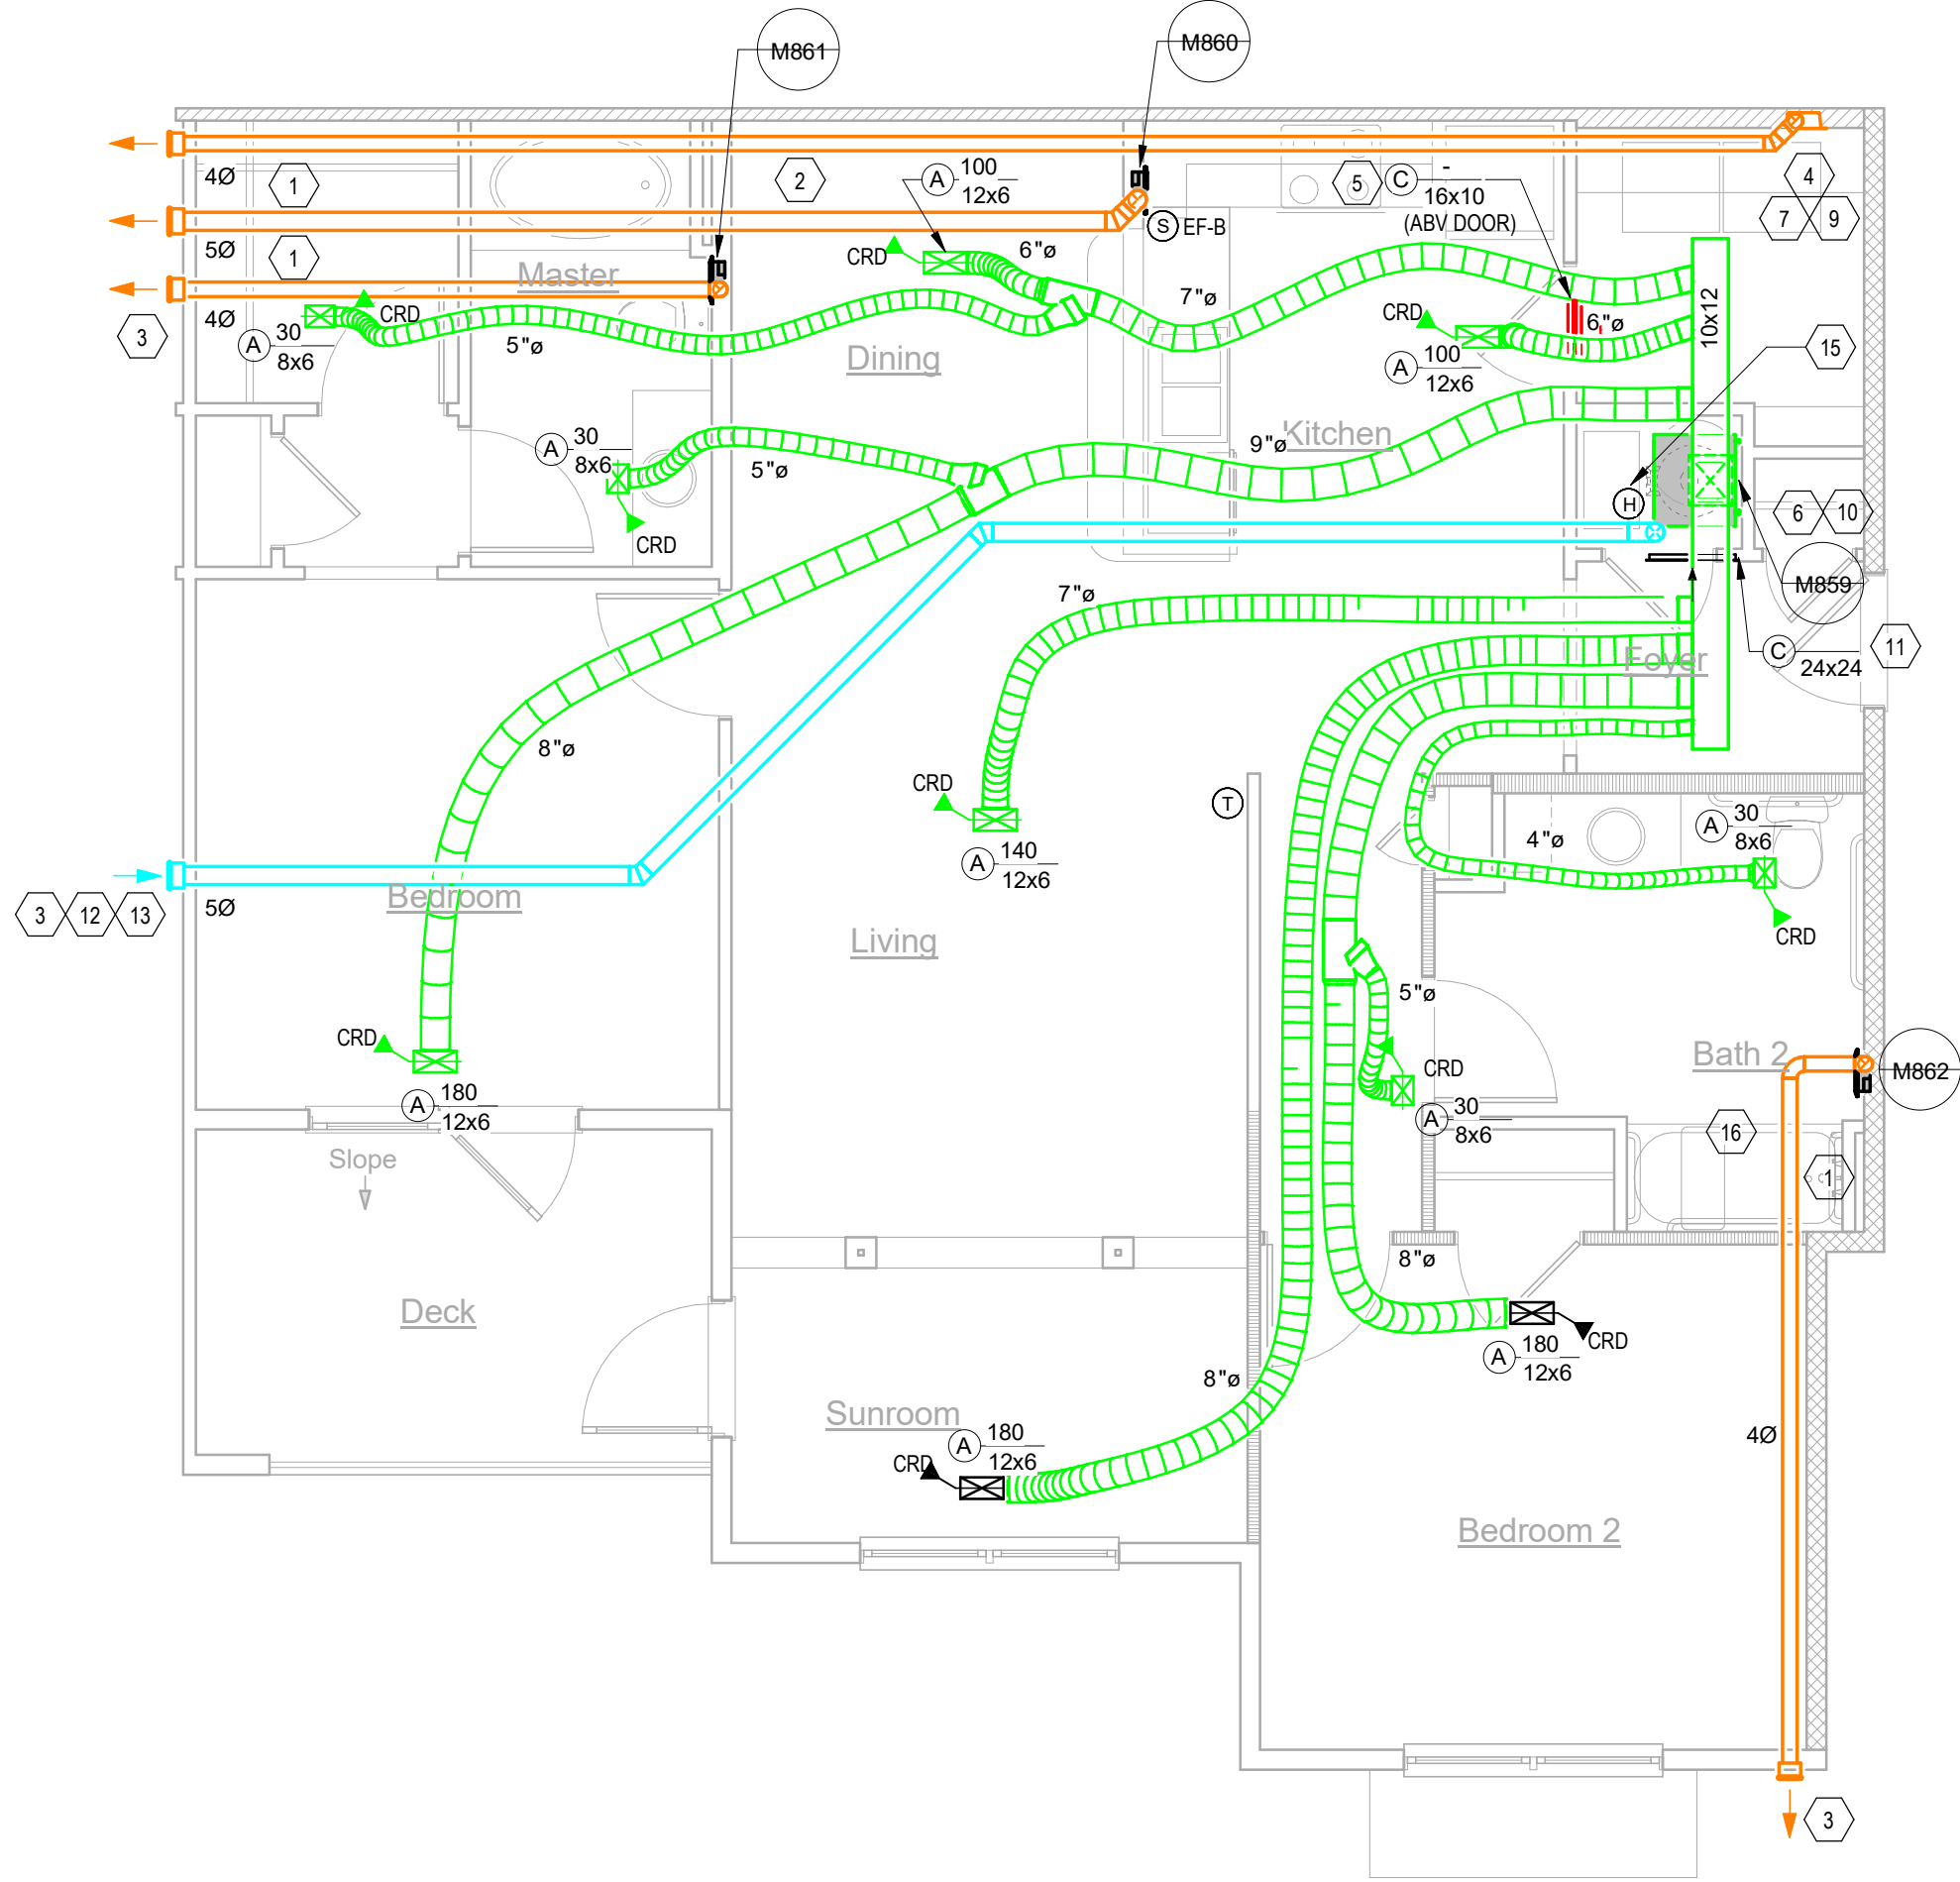 M861
M860
4Ø
1
2
A 100
12x6
5 C -
16x10
(ABV DOOR)
4
7 9
5Ø
1
Master
CRD
6"ø
S EF-B
3
4Ø
A 30
8x6
CRD
5"ø
Dining
7"ø
CRD
6"ø
10x12
15
A 100
12x6
A 30
8x6
5"ø
CRD
9"ø
Kitchen
H
6 10
M859
7"ø
Foyer
C
24x24
11
8"ø
CRD
T
A 140
12x6
4"ø
A 30
8x6
CRD
3 12 13
5Ø
Bedroom
Living
5"ø
CRD
CRD
Bath 2
M862
A 180
12x6
A 30
8x6
16
1
Slope
8"ø
Deck
A 180
12x6
CRD
8"ø
Sunroom
A 180
12x6
CRD
4Ø
Bedroom 2
3